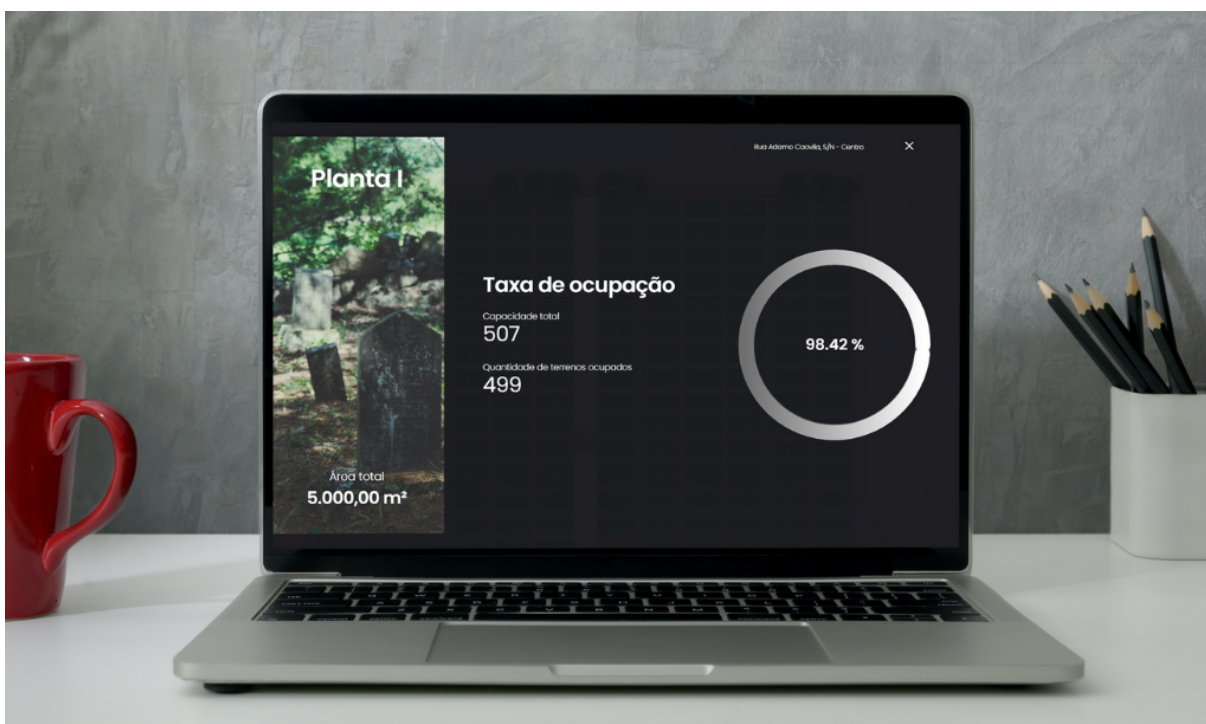 Planta I
Área total
5.000,00 m²
Rua Adamo Caovila, S/N - Centro
Taxa de ocupação
Capacidade total
507
Quantidade de terrenos ocupados
499
98.42 %